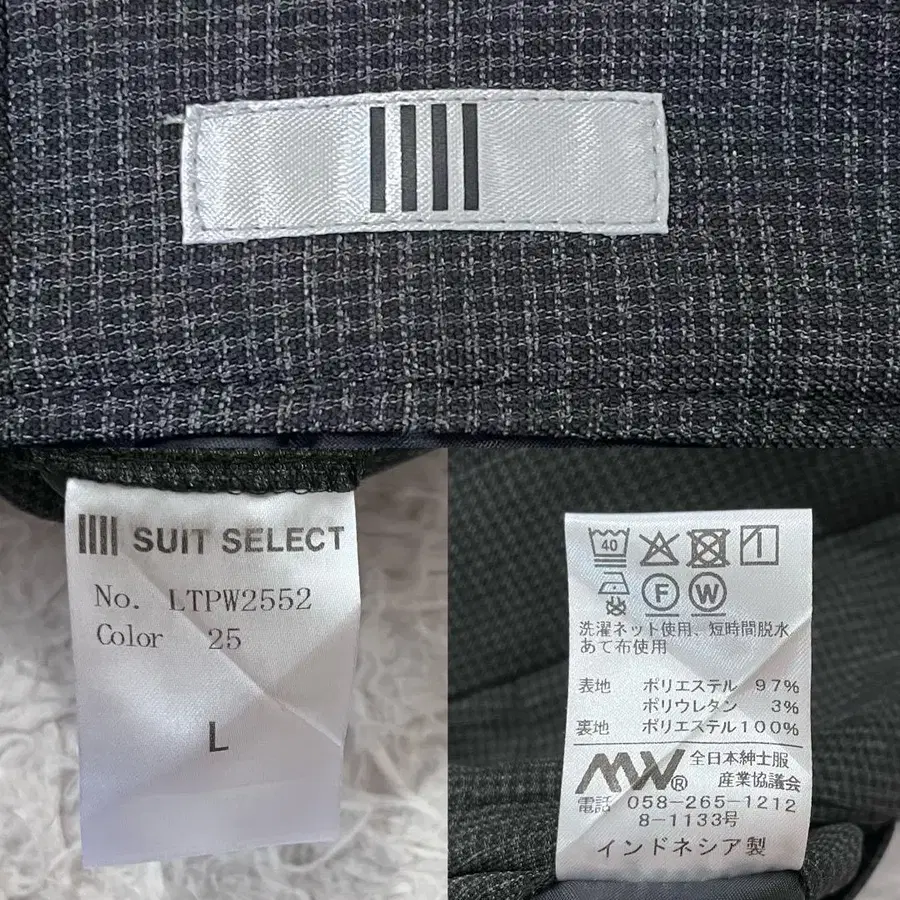 SUIT SELECT
No. LTPW2552
Color 25
L
40
F W
洗濯ネット使用、短時間脱水
あて布使用
表地 ポリエステル 97%
ポリウレタン 3%
裏地 ポリエステル100%
MW® 全日本紳士服
産業協議会
電話 058-265-1212
8-1133号
インドネシア製